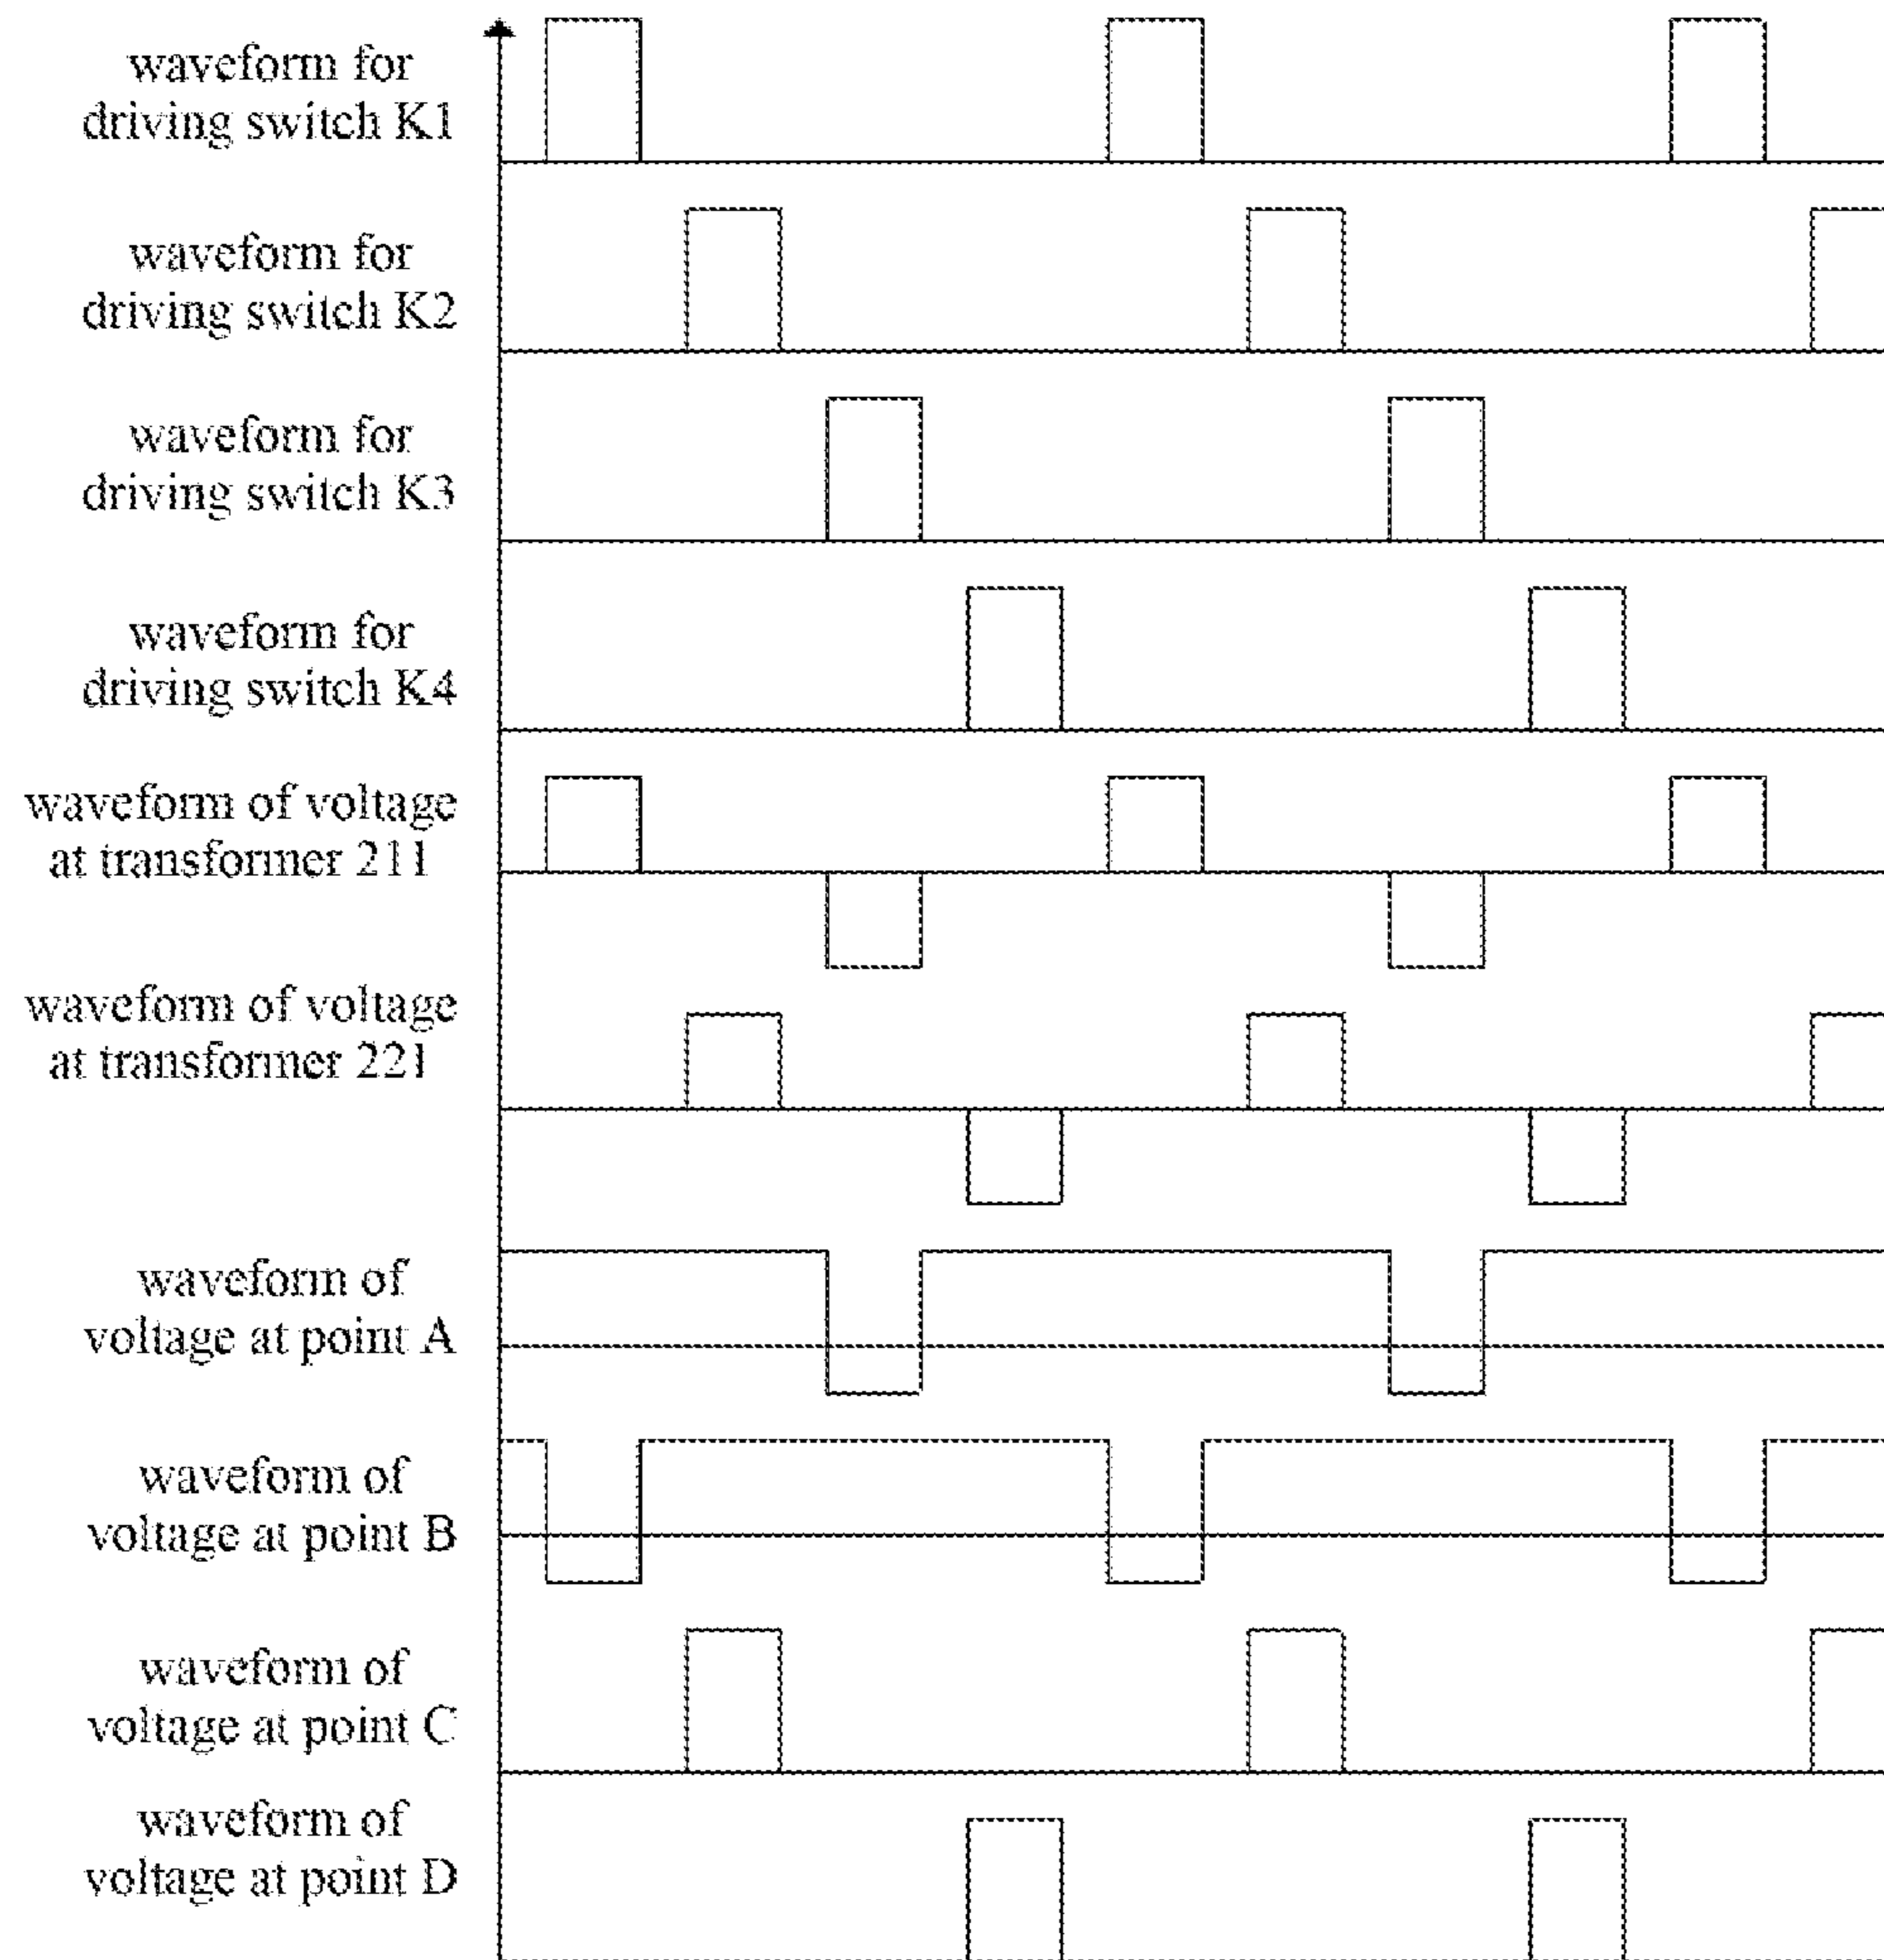 waveform for
driving switch K1
waveform for
driving switch K2
waveform for
driving switch K3
waveform for
driving switch K4
waveform of voltage
at transformer 211
waveform of voltage
at transformer 221
waveform of
voltage at point A
waveform of
voltage at point B
waveform of
voltage at point C
waveform of
voltage at point D